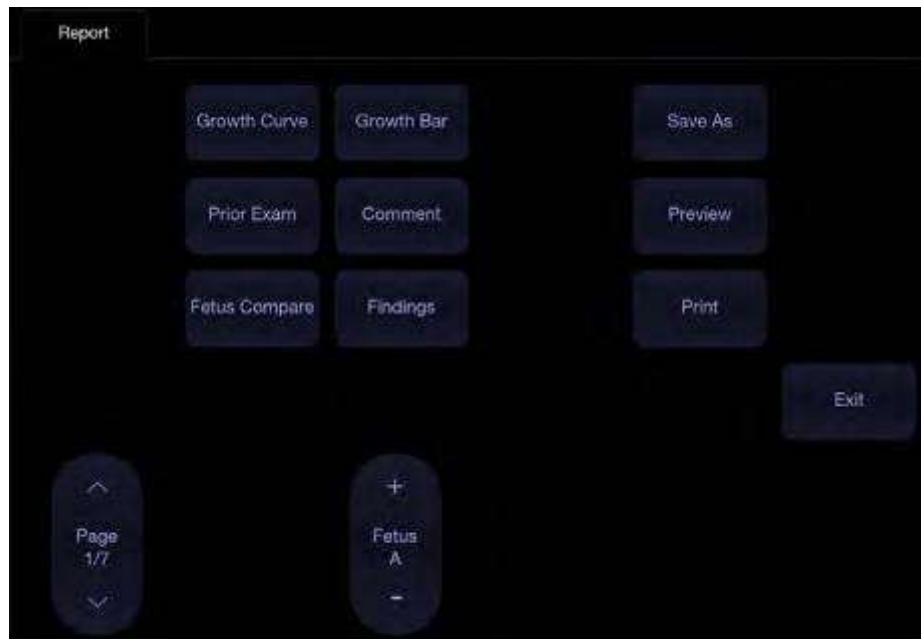 Report
Growth Curve
Growth Bar
Save As
Prior Exam
Comment
Preview
Fetus Compare
Findings
Print
Exit
Page
1/7
+
Fetus
A
-